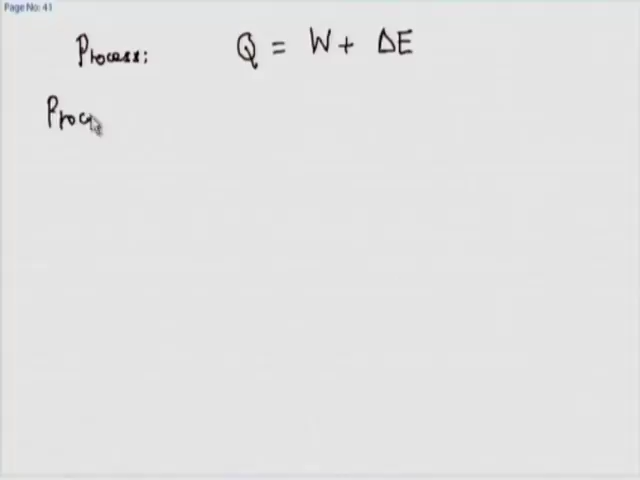 Page No: 41
Process: Q = W + ΔE
Proc